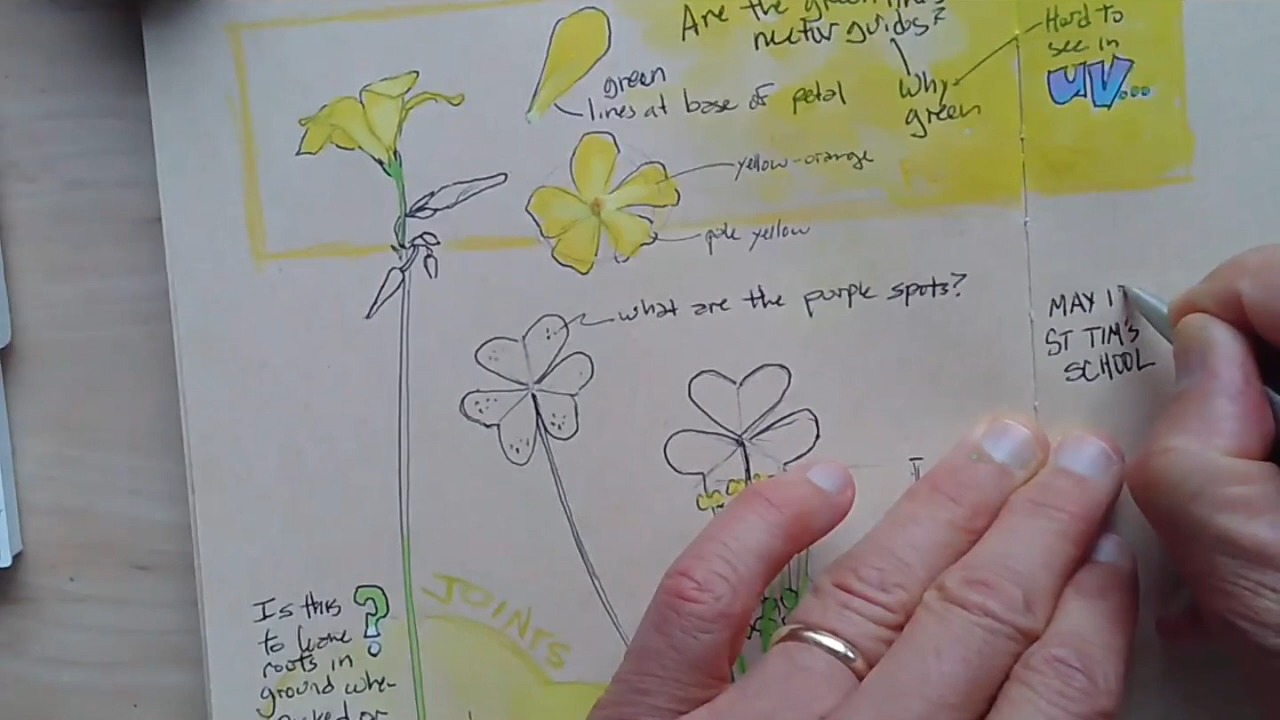 Are the green lines
nectar guides?
Hard to
see in
UV...
Why
green
green
lines at base of petal
yellow-orange
pale yellow
what are the purple spots?
MAY 1
ST TIM'S
SCHOOL
JOINTS
Is this ?
to leave
roots in
ground when